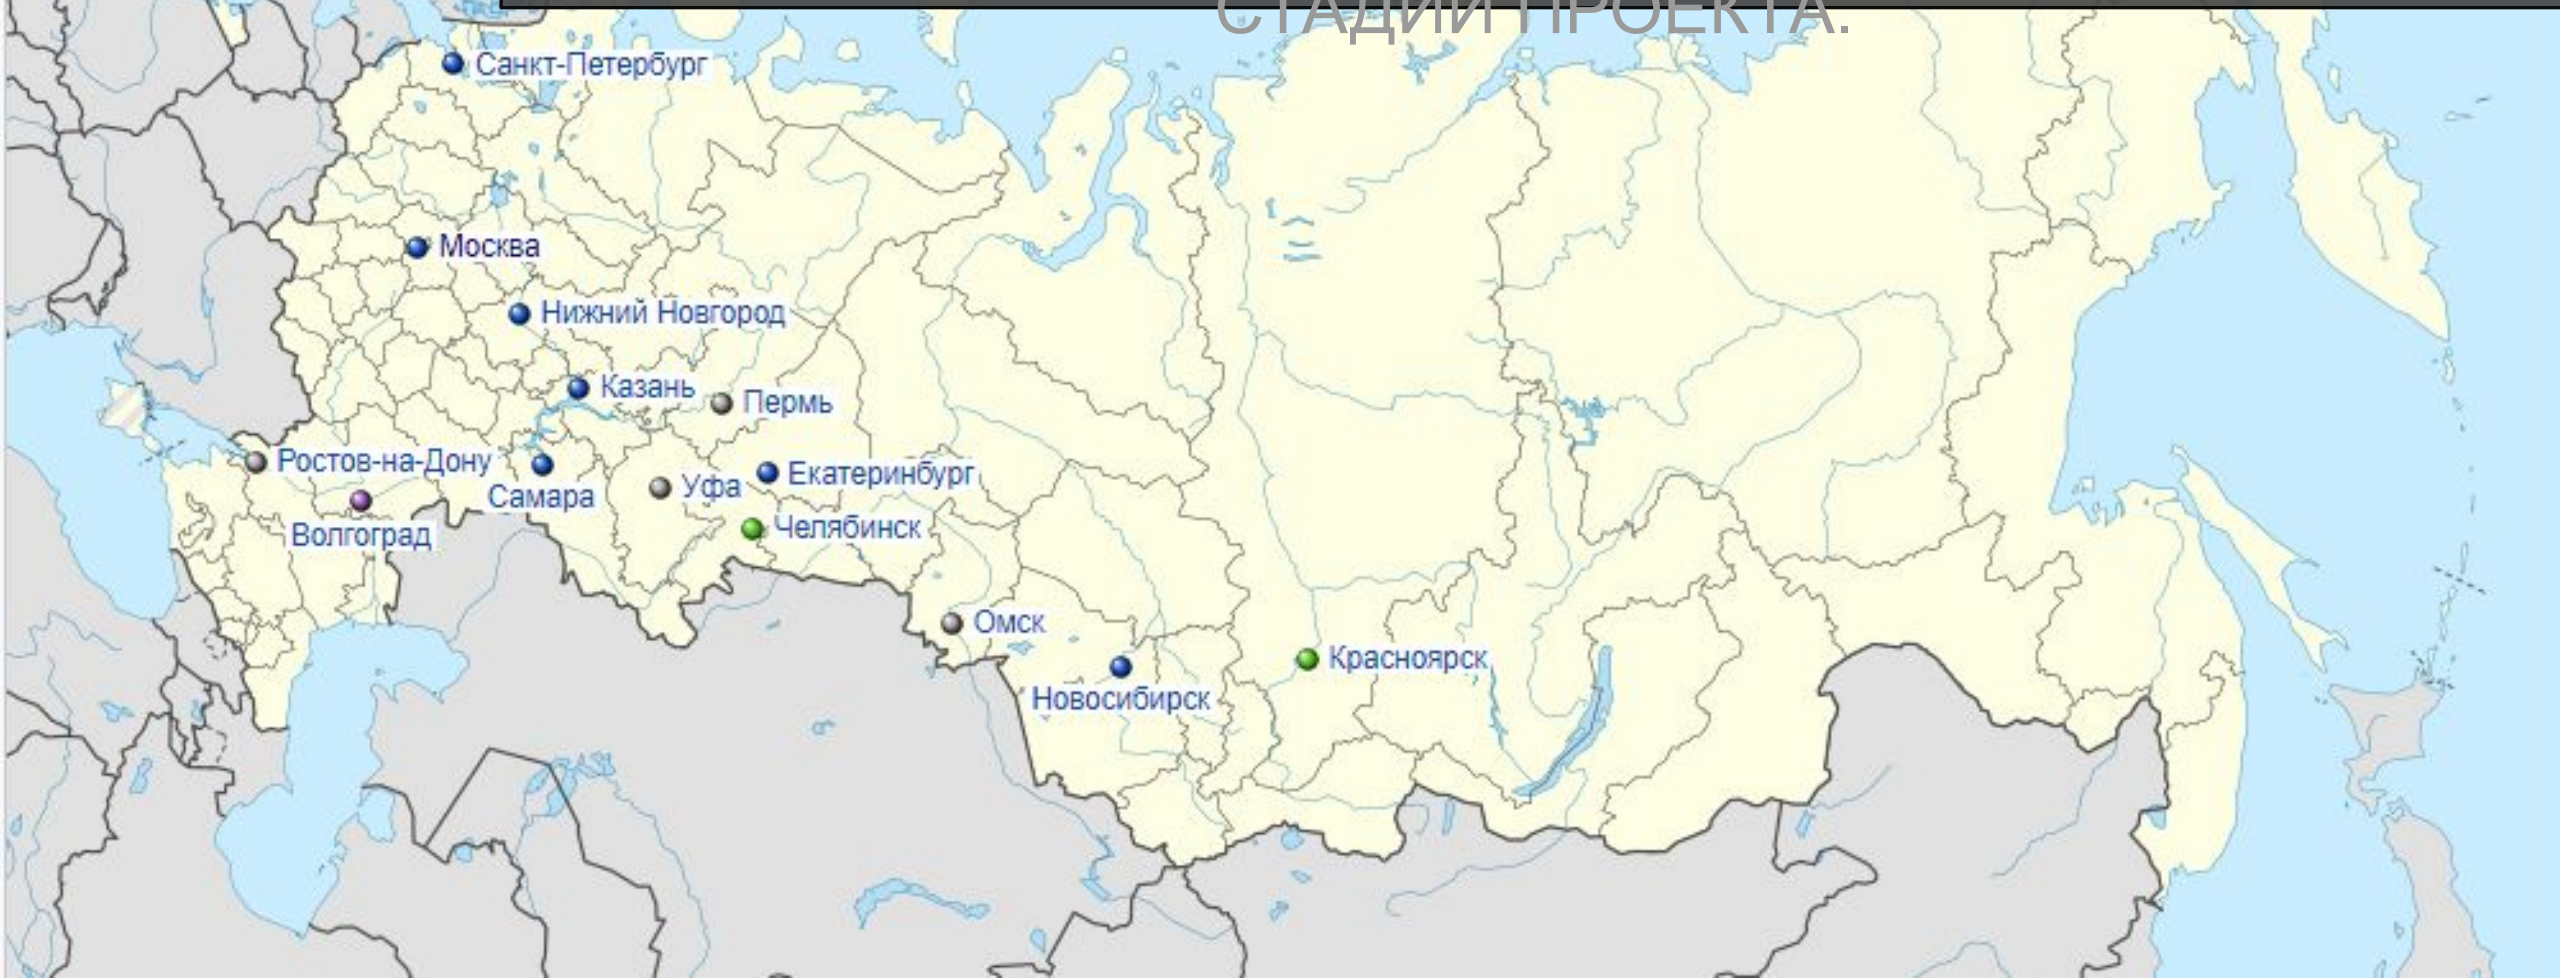 СТАДИИ ПРОЕКТА.
Санкт-Петербург
Москва
Нижний Новгород
Казань
Пермь
Ростов-на-Дону
Самара
Уфа
Екатеринбург
Волгоград
Челябинск
Омск
Красноярск
Новосибирск